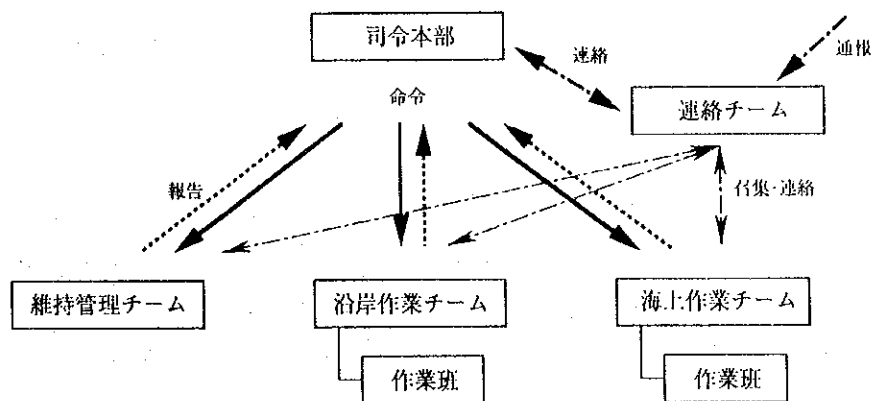 司令本部
連絡
通報
連絡チーム
命令
報告
召集・連絡
維持管理チーム
沿岸作業チーム
海上作業チーム
作業班
作業班